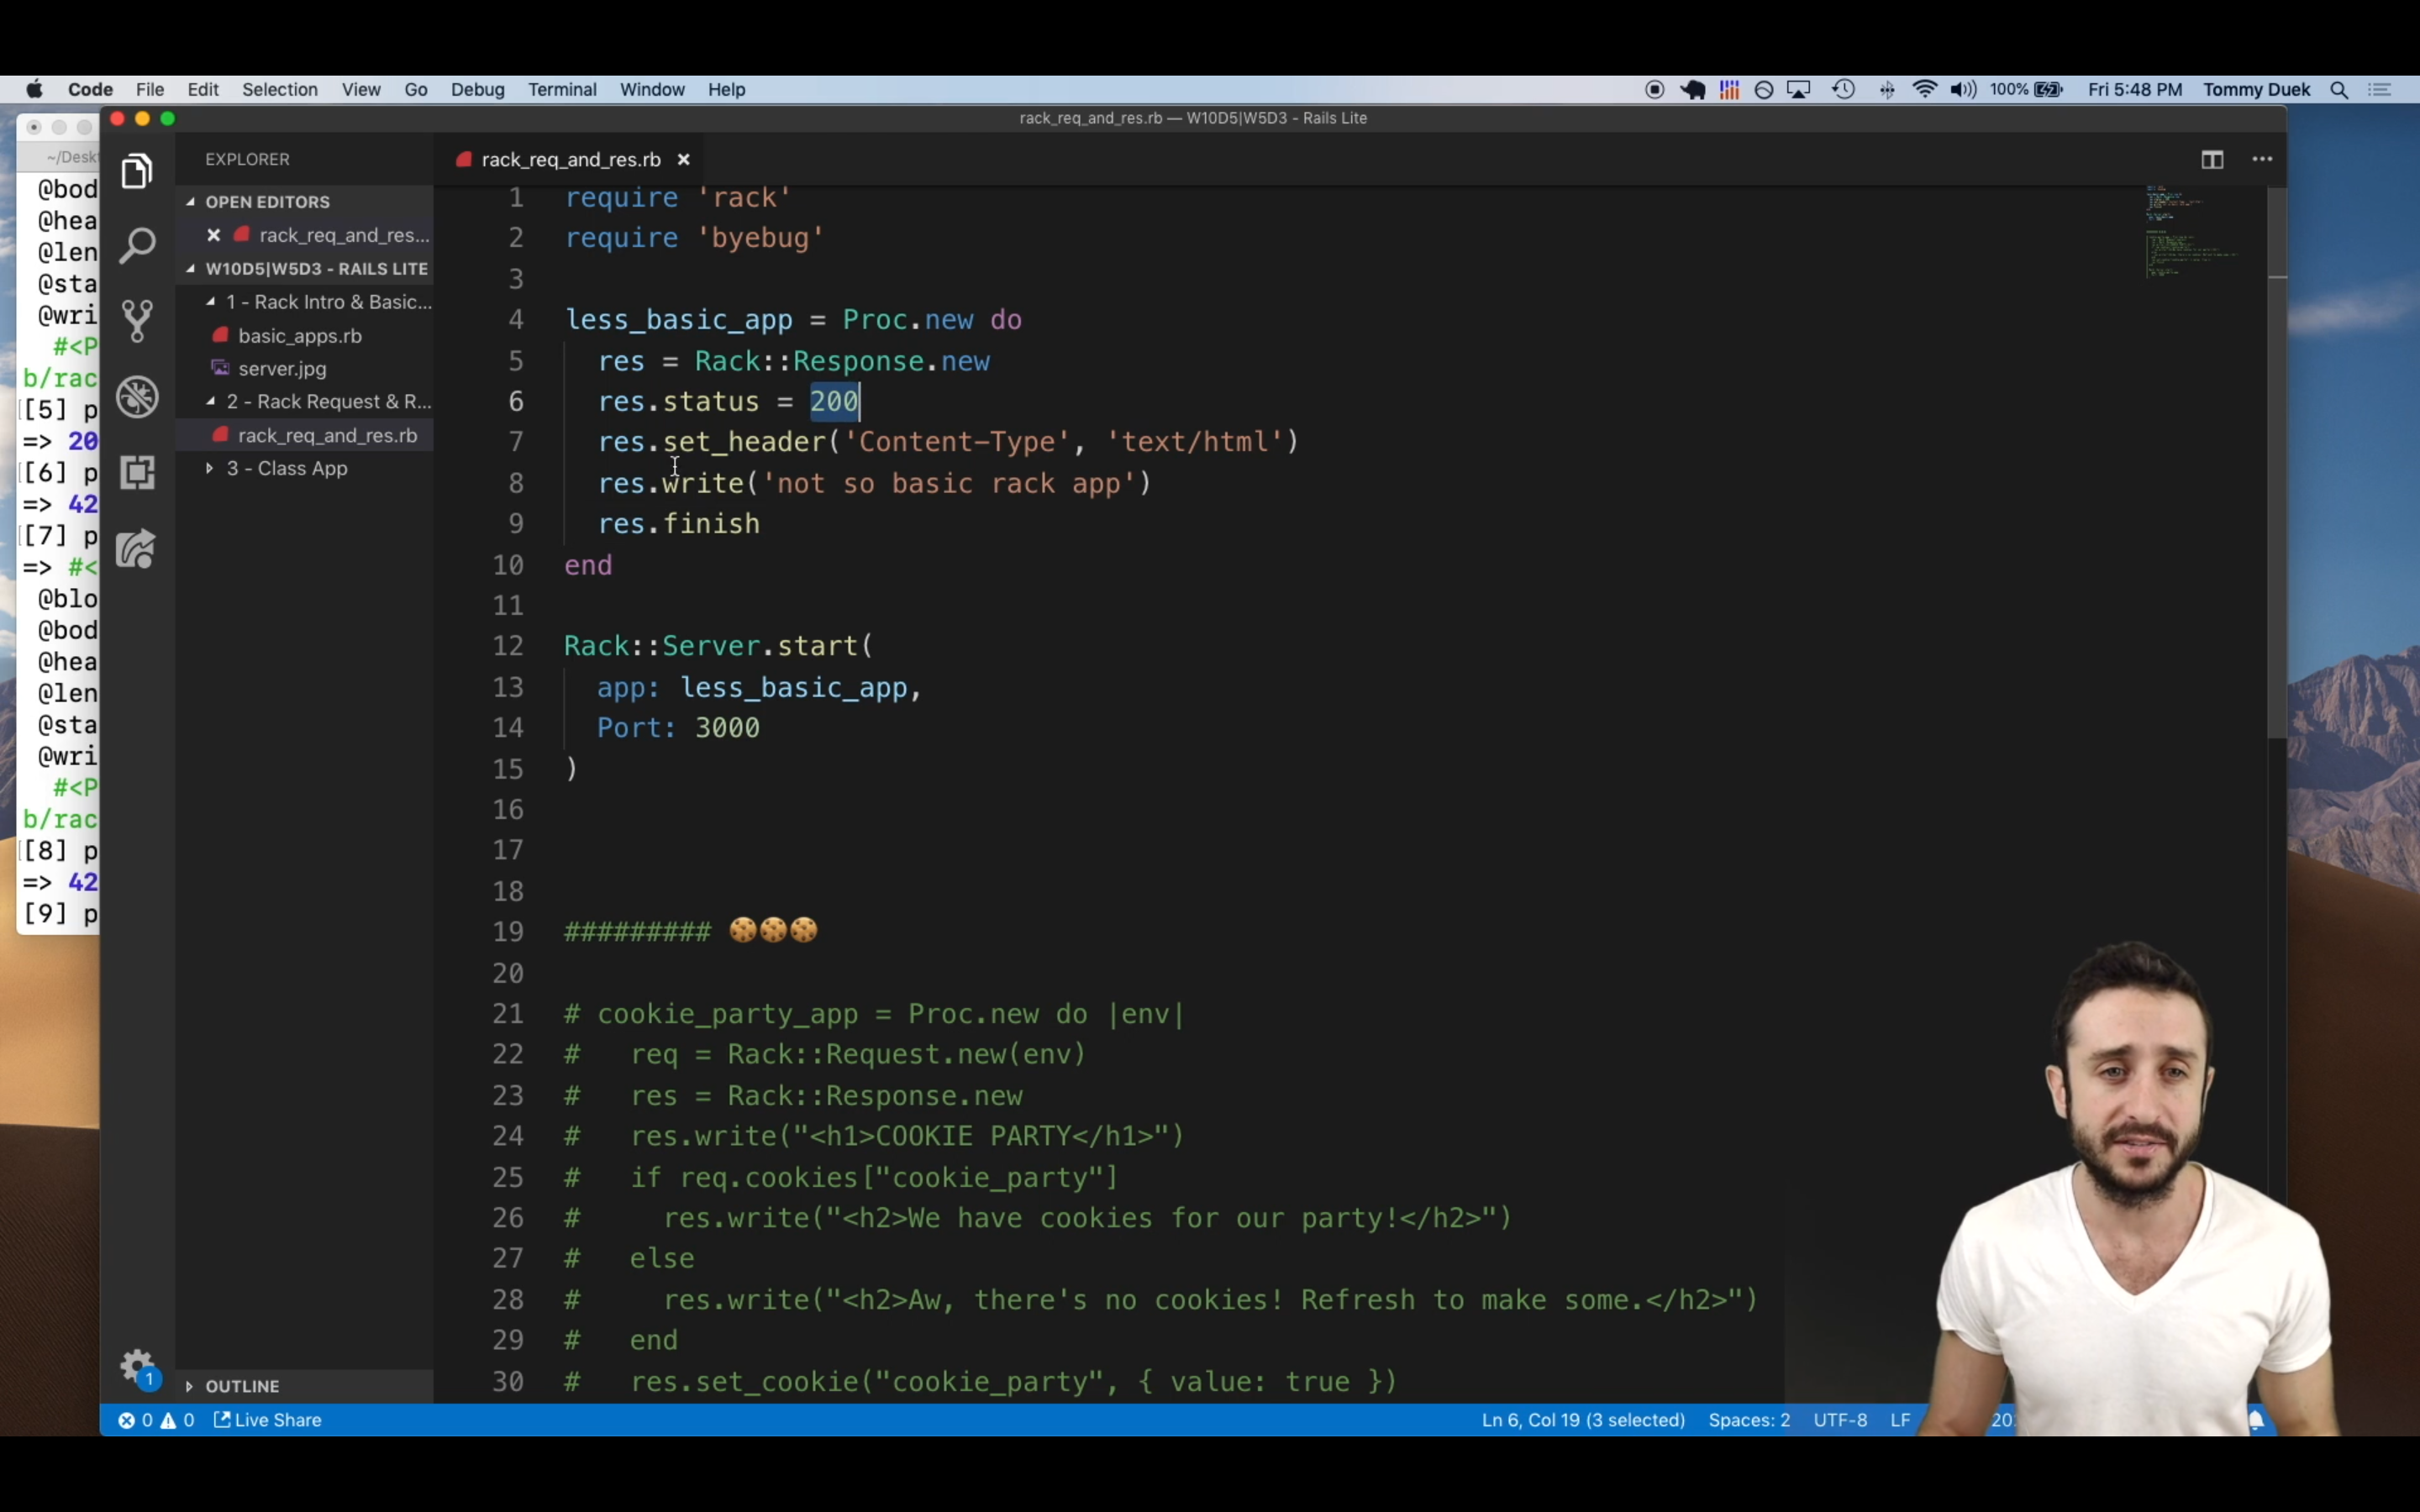 Code File Edit Selection View Go Debug Terminal Window Help 100% Fri 5:48 PM Tommy Duek
rack_req_and_res.rb — W10D5|W5D3 - Rails Lite
~/Desk
@bod
@hea
@len
@sta
@wri
#<P
b/rac
[5] p
=> 20
[6] p
=> 42
[7] p
=> #<
@blo
@bod
@hea
@len
@sta
@wri
#<P
b/rac
[8] p
=> 42
[9] p
EXPLORER
OPEN EDITORS
rack_req_and_res...
W10D5|W5D3 - RAILS LITE
1 - Rack Intro & Basic...
basic_apps.rb
server.jpg
2 - Rack Request & R...
rack_req_and_res.rb
3 - Class App
OUTLINE
1
rack_req_and_res.rb
1 require 'rack'
2 require 'byebug'
3
4 less_basic_app = Proc.new do
5 res = Rack::Response.new
6 res.status = 200
7 res.set_header('Content-Type', 'text/html')
8 res.write('not so basic rack app')
9 res.finish
10 end
11
12 Rack::Server.start(
13 app: less_basic_app,
14 Port: 3000
15 )
16
17
18
19 ######### 🍪🍪🍪
20
21 # cookie_party_app = Proc.new do |env|
22 # req = Rack::Request.new(env)
23 # res = Rack::Response.new
24 # res.write("<h1>COOKIE PARTY</h1>")
25 # if req.cookies["cookie_party"]
26 # res.write("<h2>We have cookies for our party!</h2>")
27 # else
28 # res.write("<h2>Aw, there's no cookies! Refresh to make some.</h2>")
29 # end
30 # res.set_cookie("cookie_party", { value: true })
0 0 Live Share Ln 6, Col 19 (3 selected) Spaces: 2 UTF-8 LF